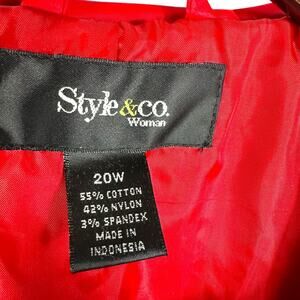 Style&co.
Woman
20W
55% COTTON
42% NYLON
3% SPANDEX
MADE IN
INDONESIA